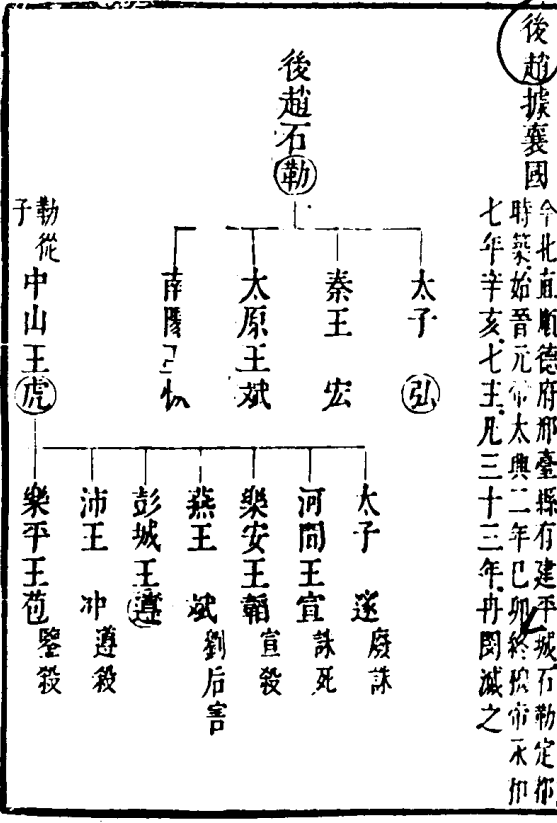 後趙據襄國
今北直順德府邢臺縣有建平城石勒定都
時築始晉元帝太興二年己卯終穆帝永和
七年辛亥七主凡三十三年冉閔滅之
後趙石勒
太子 弘
秦王 宏
太原王斌
南陽王恢
勒從子
中山王虎
太子 邃 廢誅
河間王宣 誅死
樂安王韜 宣殺
燕王 斌 劉后害
彭城王遵
沛王 冲 遵殺
樂平王苞 鑒殺